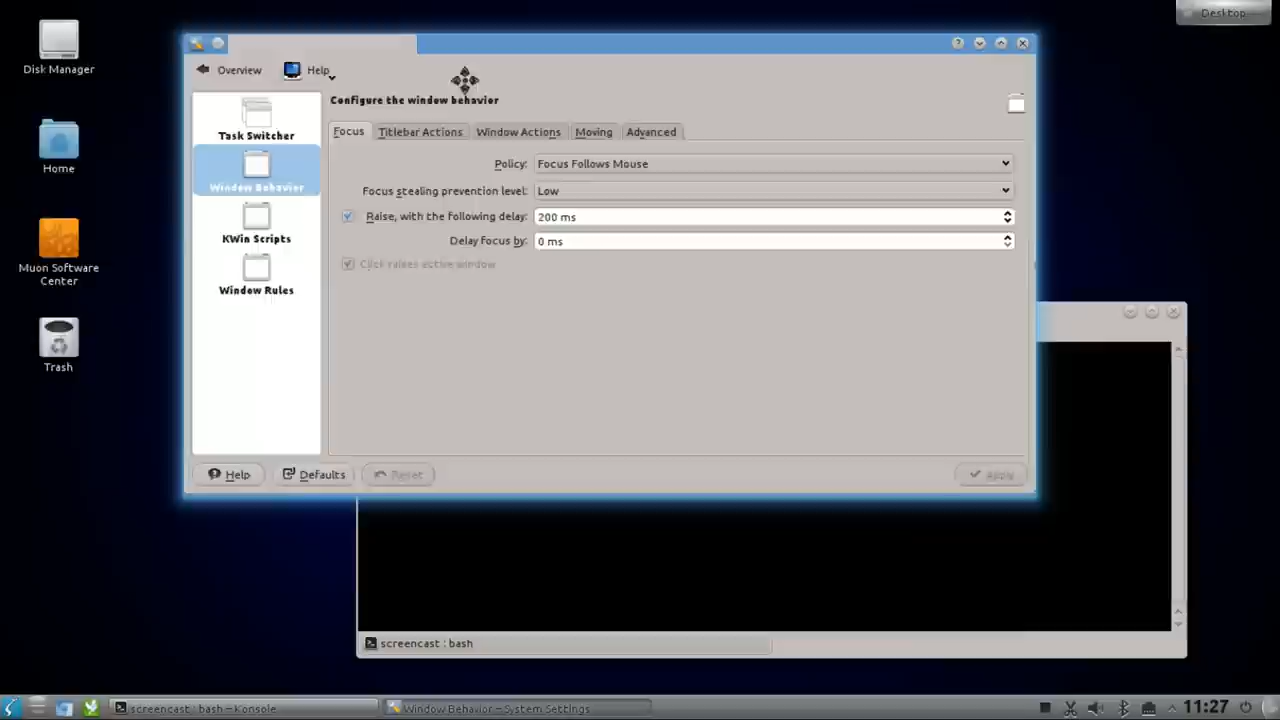 Desktop
Disk Manager
Home
Muon Software
Center
Trash
Overview
Help
Configure the window behavior
Task Switcher
Window Behavior
KWin Scripts
Window Rules
Focus
Titlebar Actions
Window Actions
Moving
Advanced
Policy: Focus Follows Mouse
Focus stealing prevention level: Low
Raise, with the following delay: 200 ms
Delay focus by: 0 ms
Click raises active window
Help
Defaults
Reset
Apply
screencast : bash
screencast : bash – Konsole
Window Behavior – System Settings
11:27